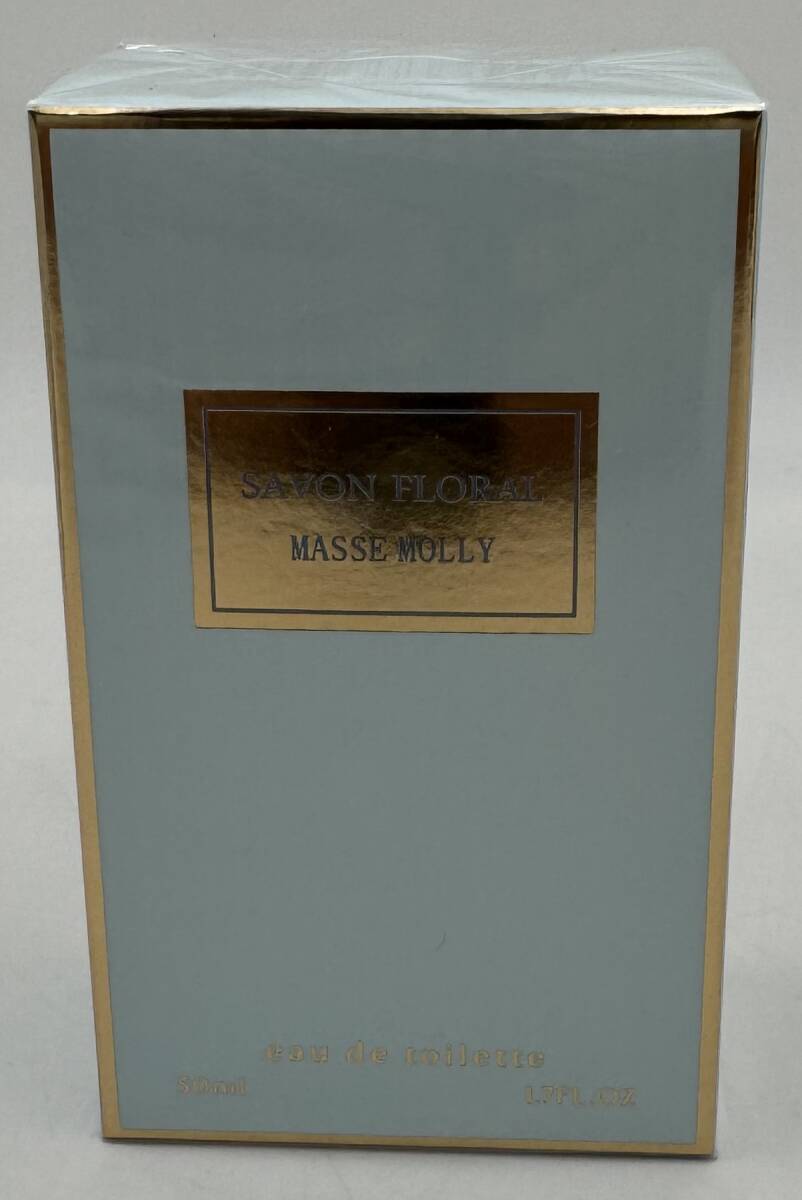 SAVON FLORAL
MASSE MOLLY
eau de toilette
50ml 1.7FL.OZ